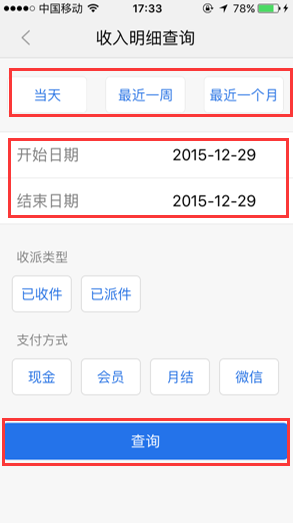 中国移动 17:33 78%
收入明细查询
当天 最近一周 最近一个月
开始日期 2015-12-29
结束日期 2015-12-29
收派类型
已收件 已派件
支付方式
现金 会员 月结 微信
查询